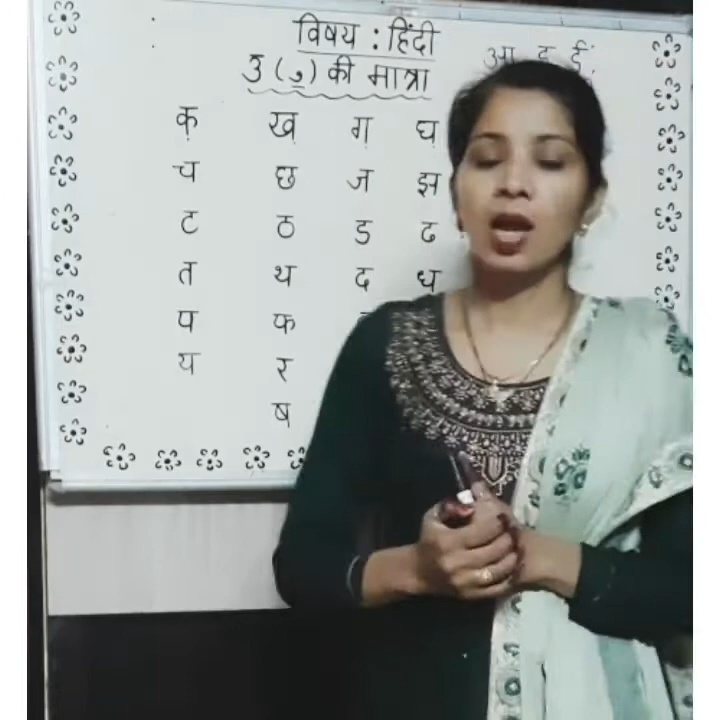 विषय : हिंदी
आ इ ई
उ ( ु ) की मात्रा
क ख ग घ
च छ ज झ
ट ठ ड ढ
त थ द ध
प फ
य र
ष